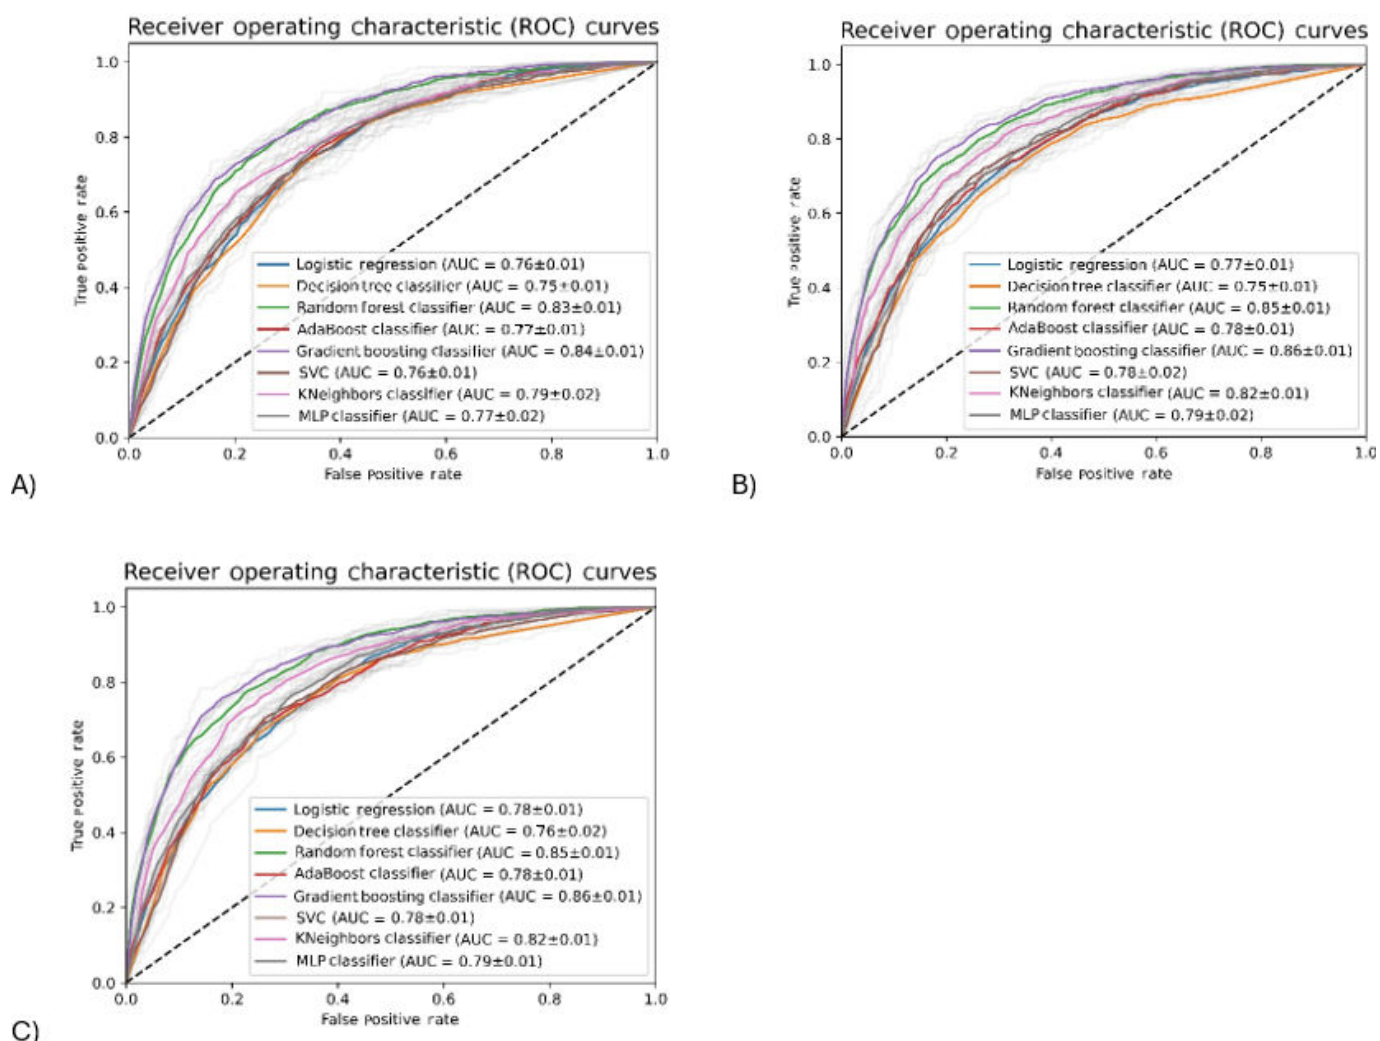 Receiver operating characteristic (ROC) curves
1.0
0.8
0.6
0.4
0.2
0.0
True positive rate
Logistic regression (AUC = 0.76±0.01)
Decision tree classifier (AUC = 0.75±0.01)
Random forest classifier (AUC = 0.83±0.01)
AdaBoost classifier (AUC = 0.77±0.01)
Gradient boosting classifier (AUC = 0.84±0.01)
SVC (AUC = 0.76±0.01)
KNeighbors classifier (AUC = 0.79±0.02)
MLP classifier (AUC = 0.77±0.02)
0.0 0.2 0.4 0.6 0.8 1.0
False positive rate
A)
Receiver operating characteristic (ROC) curves
1.0
0.8
0.6
0.4
0.2
0.0
True positive rate
Logistic regression (AUC = 0.77±0.01)
Decision tree classifier (AUC = 0.75±0.01)
Random forest classifier (AUC = 0.85±0.01)
AdaBoost classifier (AUC = 0.78±0.01)
Gradient boosting classifier (AUC = 0.86±0.01)
SVC (AUC = 0.78±0.02)
KNeighbors classifier (AUC = 0.82±0.01)
MLP classifier (AUC = 0.79±0.02)
0.0 0.2 0.4 0.6 0.8 1.0
False positive rate
B)
Receiver operating characteristic (ROC) curves
1.0
0.8
0.6
0.4
0.2
0.0
True positive rate
Logistic regression (AUC = 0.78±0.01)
Decision tree classifier (AUC = 0.76±0.02)
Random forest classifier (AUC = 0.85±0.01)
AdaBoost classifier (AUC = 0.78±0.01)
Gradient boosting classifier (AUC = 0.86±0.01)
SVC (AUC = 0.78±0.01)
KNeighbors classifier (AUC = 0.82±0.01)
MLP classifier (AUC = 0.79±0.01)
0.0 0.2 0.4 0.6 0.8 1.0
False positive rate
C)